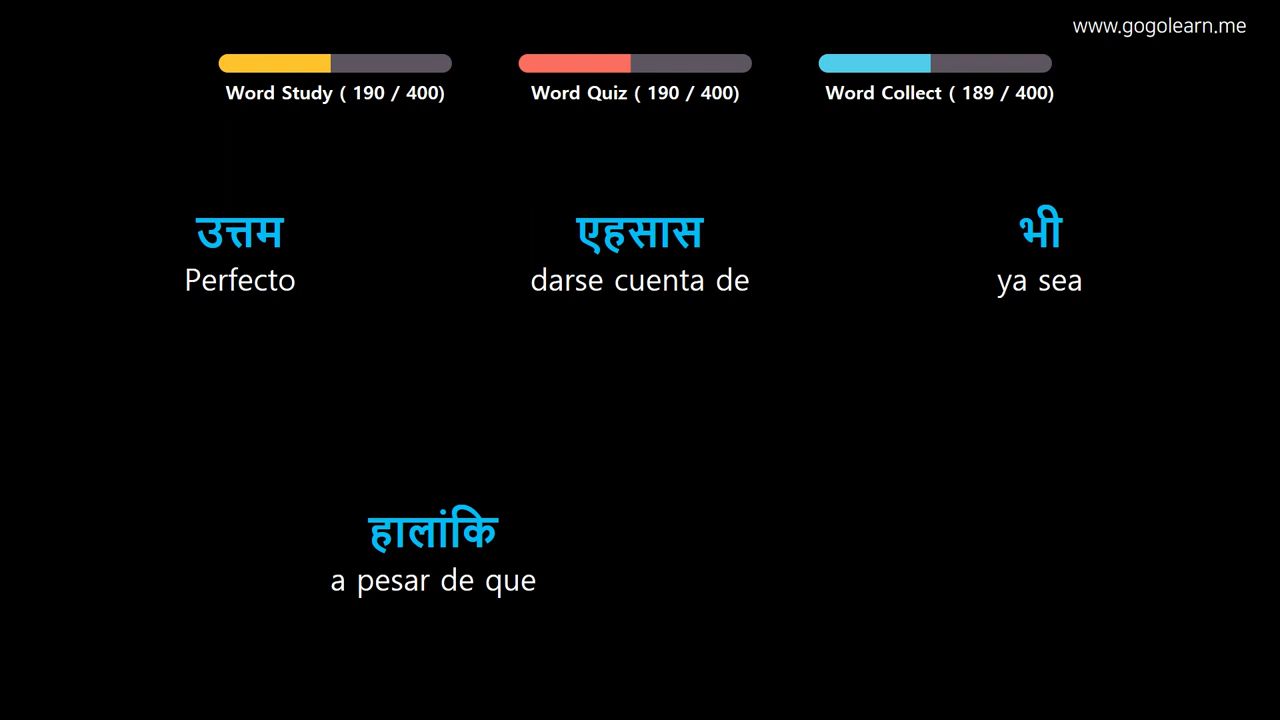 www.gogolearn.me
Word Study ( 190 / 400)
Word Quiz ( 190 / 400)
Word Collect ( 189 / 400)
उत्तम
Perfecto
एहसास
darse cuenta de
भी
ya sea
हालांकि
a pesar de que